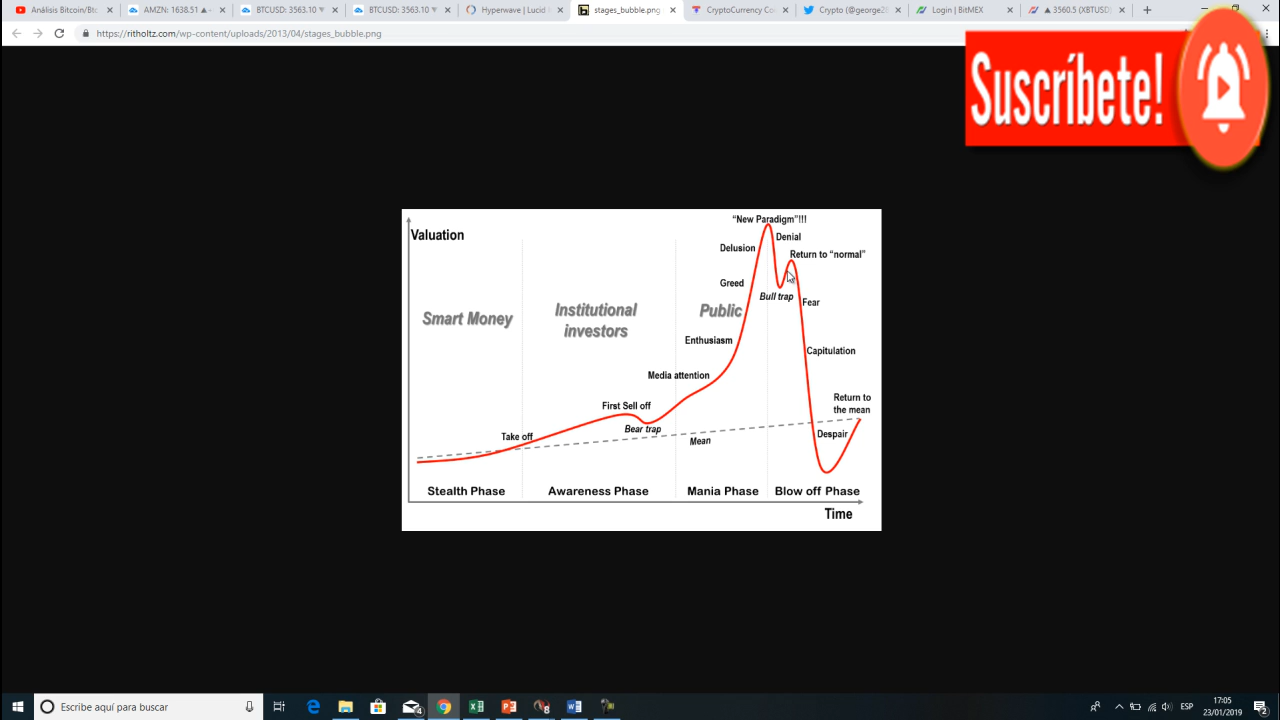 Análisis Bitcoin/Bitc
AMZN: 1638.51 ▲
BTCUSD: 3563.10 ▼
BTCUSD: 3563.10 ▼
Hyperwave | Lucid I
stages_bubble.png
CryptoCurrency Co
Crypto (@george26
Login | BitMEX
▲ 3560.5 (XBTUSD)
https://ritholtz.com/wp-content/uploads/2013/04/stages_bubble.png
Suscríbete!
"New Paradigm"!!!
Valuation
Denial
Delusion
Return to "normal"
Greed
Bull trap
Fear
Smart Money
Institutional
investors
Public
Enthusiasm
Capitulation
Media attention
First Sell off
Return to
the mean
Bear trap
Take off
Mean
Despair
Stealth Phase
Awareness Phase
Mania Phase
Blow off Phase
Time
Escribe aquí para buscar
ESP
17:05
23/01/2019